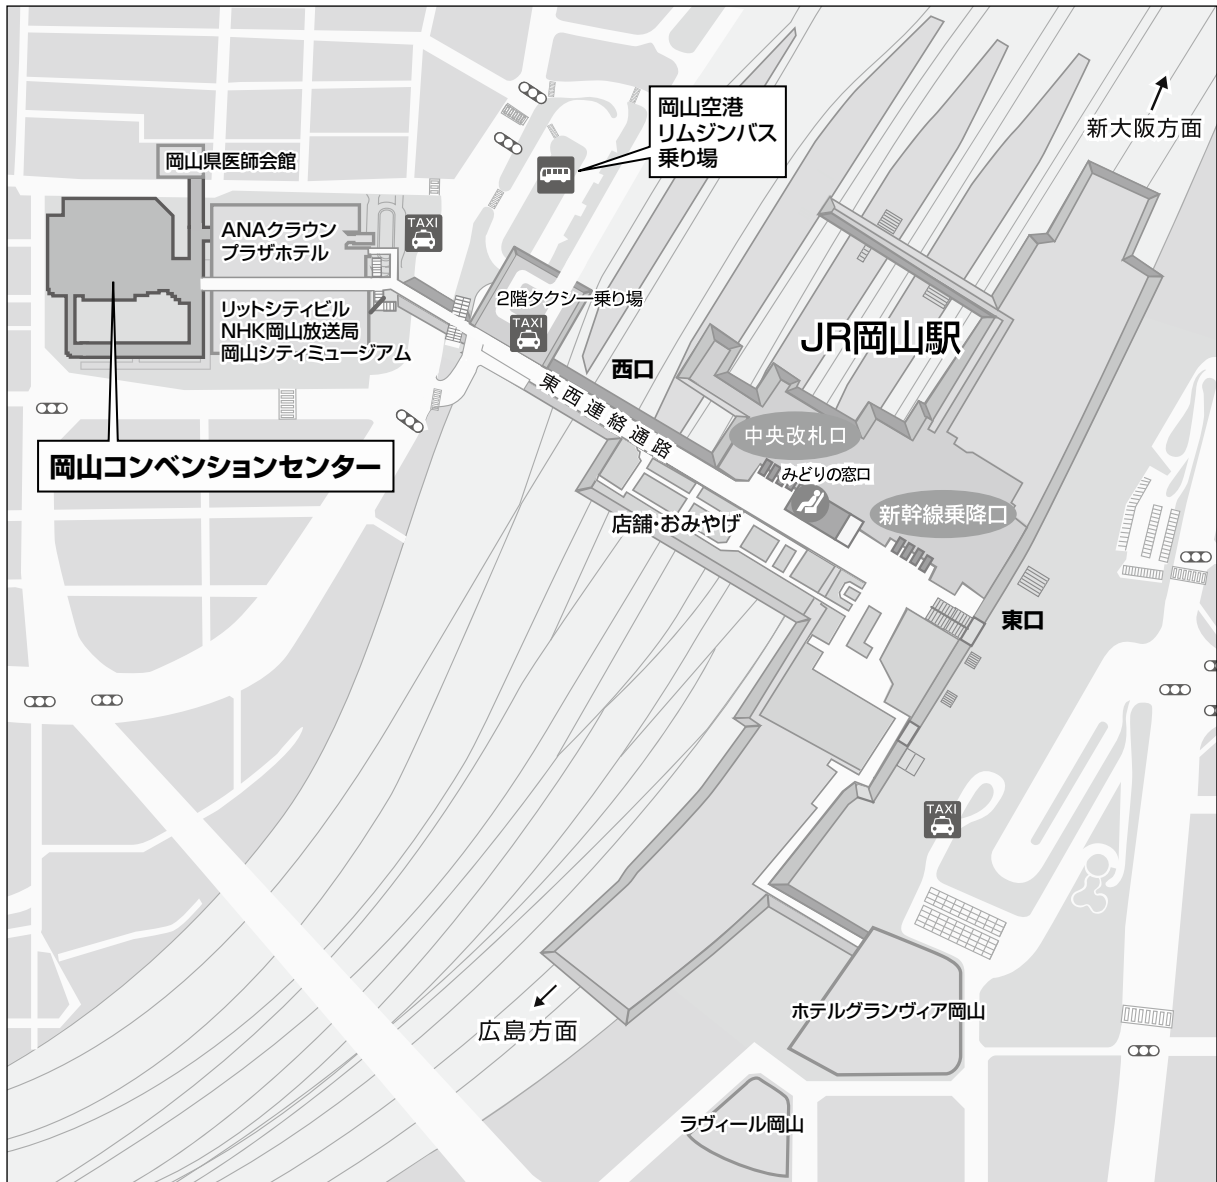 岡山空港
リムジンバス
乗り場
新大阪方面
岡山県医師会館
TAXI
ANAクラウン
プラザホテル
リットシティビル
NHK岡山放送局
岡山シティミュージアム
2階タクシー乗り場
TAXI
JR岡山駅
西口
東西連絡通路
中央改札口
みどりの窓口
岡山コンベンションセンター
新幹線乗降口
店舗・おみやげ
東口
TAXI
ホテルグランヴィア岡山
広島方面
ラヴィール岡山